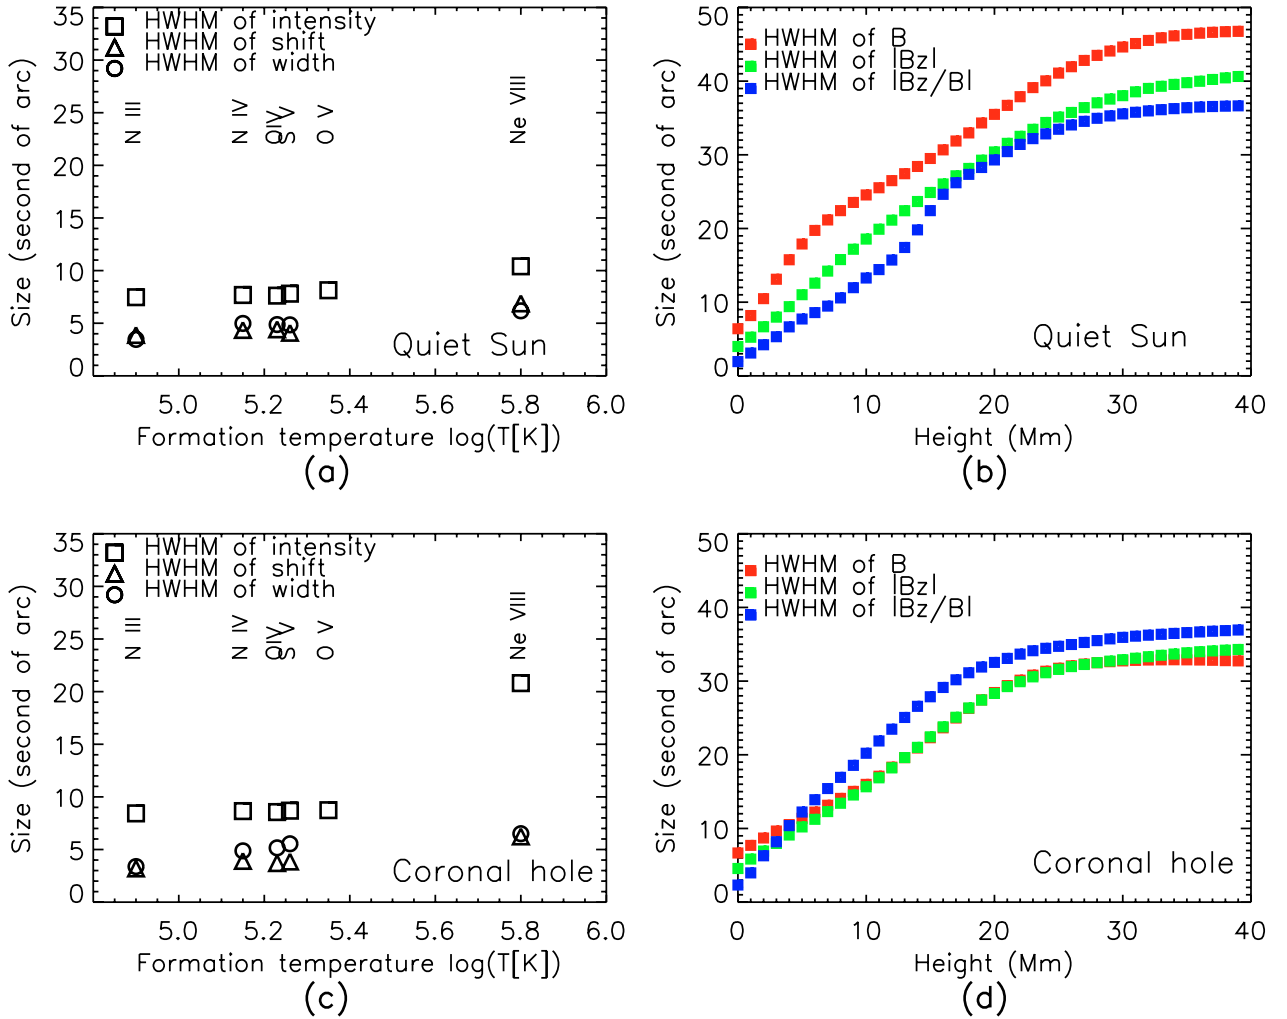 35
30
25
20
15
10
5
0
Size (second of arc)
HWHM of intensity
HWHM of shift
HWHM of width
N III
N IV
OIV
S V
O V
Ne VIII
Quiet Sun
5.0 5.2 5.4 5.6 5.8 6.0
Formation temperature log(T[K])
(a)
50
40
30
20
10
0
Size (second of arc)
HWHM of B
HWHM of |Bz|
HWHM of |Bz/B|
Quiet Sun
0 10 20 30 40
Height (Mm)
(b)
35
30
25
20
15
10
5
0
Size (second of arc)
HWHM of intensity
HWHM of shift
HWHM of width
N III
N IV
OIV
S V
O V
Ne VIII
Coronal hole
5.0 5.2 5.4 5.6 5.8 6.0
Formation temperature log(T[K])
(c)
50
40
30
20
10
0
Size (second of arc)
HWHM of B
HWHM of |Bz|
HWHM of |Bz/B|
Coronal hole
0 10 20 30 40
Height (Mm)
(d)